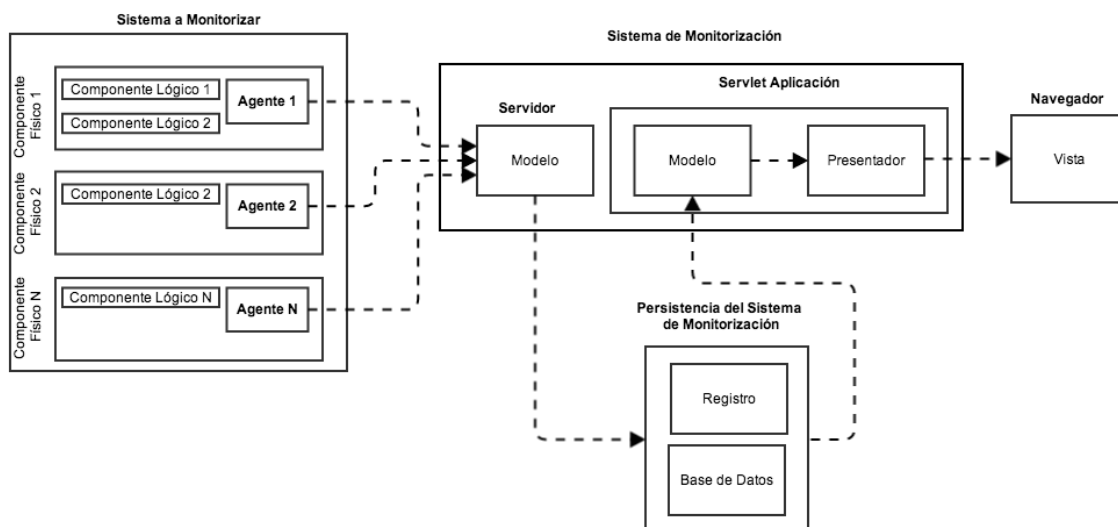 Sistema a Monitorizar
Componente
Físico 1
Componente Lógico 1
Componente Lógico 2
Agente 1
Componente
Físico 2
Componente Lógico 2
Agente 2
Componente
Físico N
Componente Lógico N
Agente N
Sistema de Monitorización
Servidor
Modelo
Servlet Aplicación
Modelo
Presentador
Navegador
Vista
Persistencia del Sistema
de Monitorización
Registro
Base de Datos